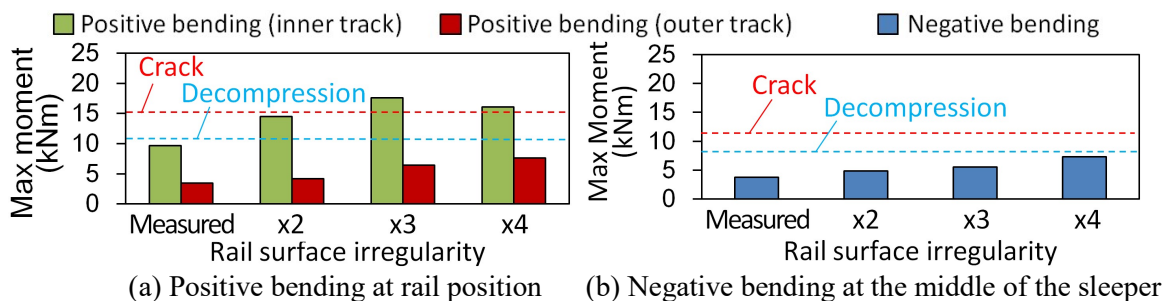 Positive bending (inner track) Positive bending (outer track) Negative bending
Max moment
(kNm)
25
20
15
10
5
0
Crack
Decompression
Measured x2 x3 x4
Rail surface irregularity
(a) Positive bending at rail position
Max Moment
(kNm)
25
20
15
10
5
0
Crack
Decompression
Measured x2 x3 x4
Rail surface irregularity
(b) Negative bending at the middle of the sleeper